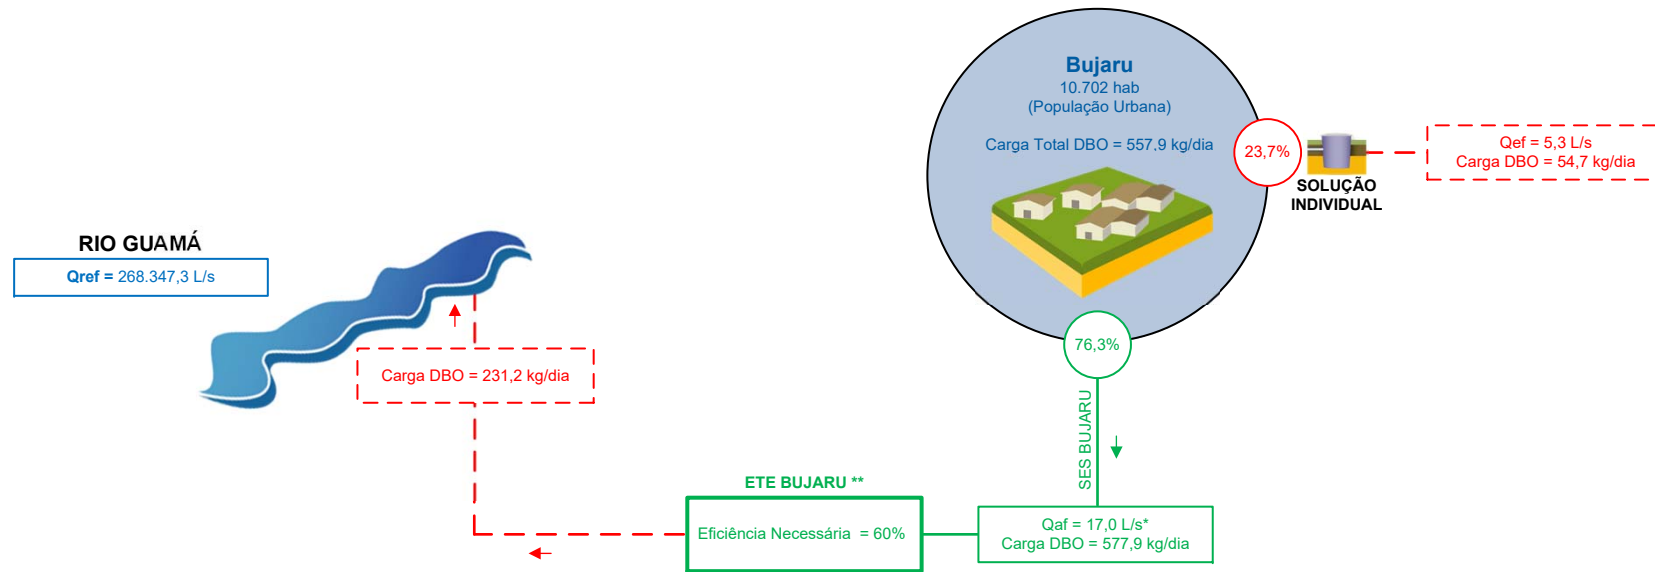 Bujaru
10.702 hab
(População Urbana)
Carga Total DBO = 557,9 kg/dia
23,7%
SOLUÇÃO
INDIVIDUAL
Qef = 5,3 L/s
Carga DBO = 54,7 kg/dia
RIO GUAMÁ
Qref = 268.347,3 L/s
76,3%
Carga DBO = 231,2 kg/dia
SES BUJARU
ETE BUJARU **
Eficiência Necessária = 60%
Qaf = 17,0 L/s*
Carga DBO = 577,9 kg/dia